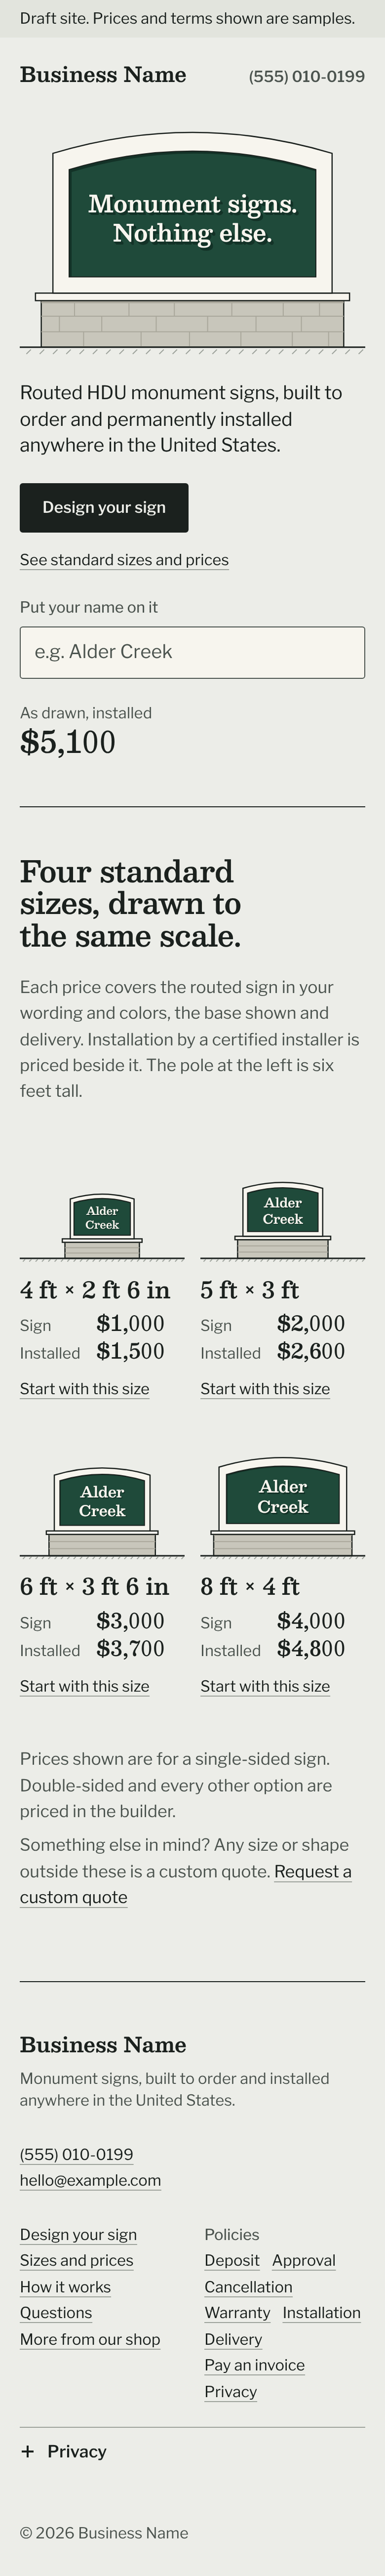 Draft site. Prices and terms shown are samples.
Business Name
(555) 010-0199
Monument signs.
Nothing else.
Routed HDU monument signs, built to
order and permanently installed
anywhere in the United States.
Design your sign
See standard sizes and prices
Put your name on it
e.g. Alder Creek
As drawn, installed
$5,100
Four standard
sizes, drawn to
the same scale.
Each price covers the routed sign in your
wording and colors, the base shown and
delivery. Installation by a certified installer is
priced beside it. The pole at the left is six
feet tall.
Alder
Creek
4 ft × 2 ft 6 in
Sign $1,000
Installed $1,500
Start with this size
Alder
Creek
5 ft × 3 ft
Sign $2,000
Installed $2,600
Start with this size
Alder
Creek
6 ft × 3 ft 6 in
Sign $3,000
Installed $3,700
Start with this size
Alder
Creek
8 ft × 4 ft
Sign $4,000
Installed $4,800
Start with this size
Prices shown are for a single-sided sign.
Double-sided and every other option are
priced in the builder.
Something else in mind? Any size or shape
outside these is a custom quote. Request a
custom quote
Business Name
Monument signs, built to order and installed
anywhere in the United States.
(555) 010-0199
hello@example.com
Design your sign
Sizes and prices
How it works
Questions
More from our shop
Policies
Deposit Approval
Cancellation
Warranty Installation
Delivery
Pay an invoice
Privacy
+ Privacy
© 2026 Business Name